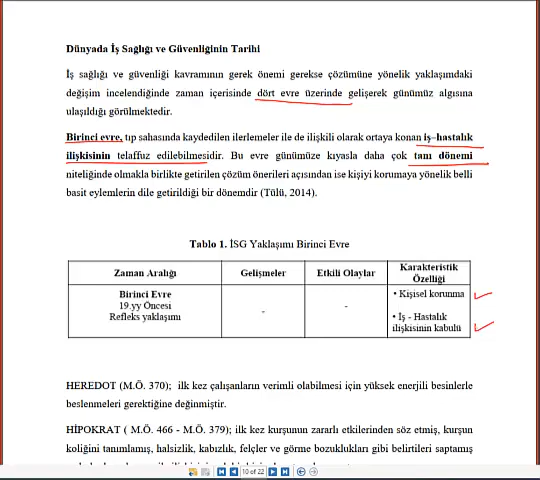 Dünyada İş Sağlığı ve Güvenliğinin Tarihi
İş sağlığı ve güvenliği kavramının gerek önemi gerekse çözümüne yönelik yaklaşımdaki
değişim incelendiğinde zaman içerisinde dört evre üzerinde gelişerek günümüz algısına
ulaşıldığı görülmektedir.
Birinci evre, tıp sahasında kaydedilen ilerlemeler ile de ilişkili olarak ortaya konan iş–hastalık
ilişkisinin telaffuz edilebilmesidir. Bu evre günümüze kıyasla daha çok tam dönemi
niteliğinde olmakla birlikte getirilen çözüm önerileri açısından ise kişiyi korumaya yönelik belli
basit eylemlerin dile getirildiği bir dönemdir (Tülü, 2014).
Tablo 1. İSG Yaklaşımı Birinci Evre
Zaman Aralığı Gelişmeler Etkili Olaylar Karakteristik
Özelliği
Birinci Evre
19.yy Öncesi
Refleks yaklaşımı
-
-
• Kişisel korunma
• İş - Hastalık
ilişkisinin kabulü
HEREDOT (M.Ö. 370); ilk kez çalışanların verimli olabilmesi için yüksek enerjili besinlerle
beslenmeleri gerektiğine değinmiştir.
HİPOKRAT ( M.Ö. 466 - M.Ö. 379); ilk kez kurşunun zararlı etkilerinden söz etmiş, kurşun
koliğini tanımlamış, halsizlik, kabızlık, felçler ve görme bozuklukları gibi belirtileri saptamış
10 of 22